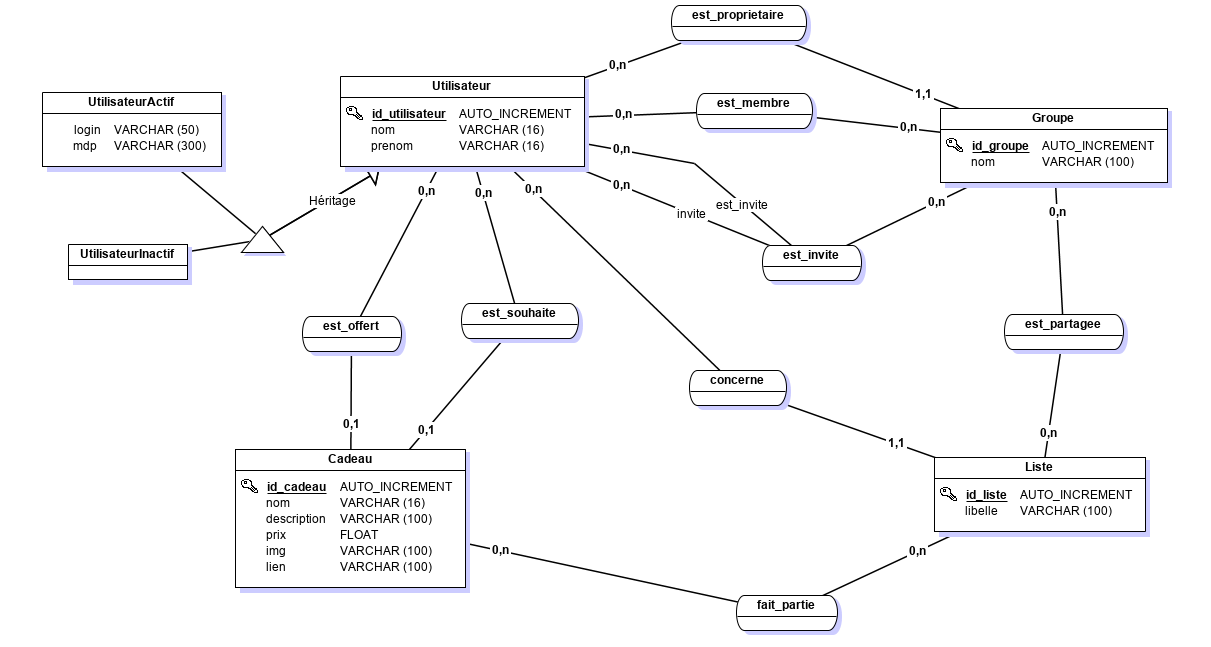 est_proprietaire
0,n
1,1
Utilisateur
id_utilisateur AUTO_INCREMENT
nom VARCHAR (16)
prenom VARCHAR (16)
UtilisateurActif
login VARCHAR (50)
mdp VARCHAR (300)
est_membre
0,n
0,n
Groupe
id_groupe AUTO_INCREMENT
nom VARCHAR (100)
0,n
0,n
est_invite
invite
0,n
est_invite
Héritage
UtilisateurInactif
0,n
0,n
0,n
0,n
est_offert
est_souhaite
est_partagee
concerne
0,1
0,1
1,1
0,n
Cadeau
id_cadeau AUTO_INCREMENT
nom VARCHAR (16)
description VARCHAR (100)
prix FLOAT
img VARCHAR (100)
lien VARCHAR (100)
Liste
id_liste AUTO_INCREMENT
libelle VARCHAR (100)
0,n
0,n
fait_partie